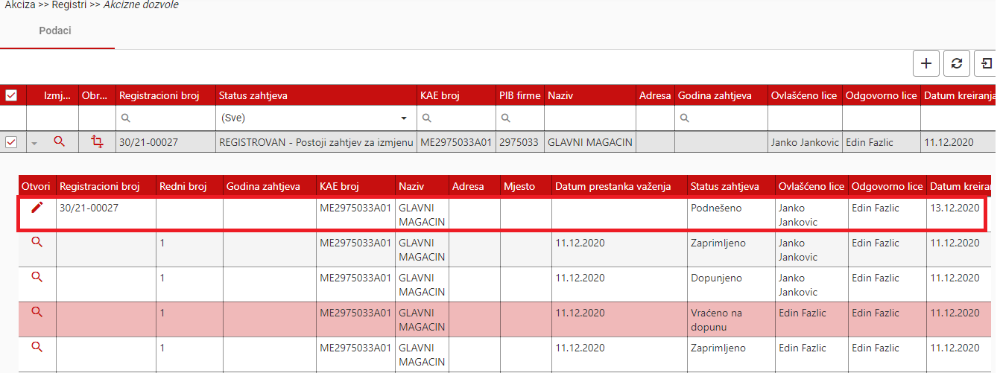 Akciza >> Registri >> Akcizne dozvole
Podaci
Izmj... Obr... Registracioni broj Status zahtjeva KAE broj PIB firme Naziv Adresa Godina zahtjeva Ovlašćeno lice Odgovorno lice Datum kreiranja
(Sve)
30/21-00027 REGISTROVAN - Postoji zahtjev za izmjenu ME2975033A01 2975033 GLAVNI MAGACIN Janko Jankovic Edin Fazlic 11.12.2020
Otvori Registracioni broj Redni broj Godina zahtjeva KAE broj Naziv Adresa Mjesto Datum prestanka važenja Status zahtjeva Ovlašćeno lice Odgovorno lice Datum kreiran
30/21-00027 ME2975033A01 GLAVNI Podnešeno Janko Edin Fazlic 13.12.2020
MAGACIN Jankovic
1 ME2975033A01 GLAVNI 11.12.2020 Zaprimljeno Janko Edin Fazlic 11.12.2020
MAGACIN Jankovic
1 ME2975033A01 GLAVNI 11.12.2020 Dopunjeno Janko Edin Fazlic 11.12.2020
MAGACIN Jankovic
1 ME2975033A01 GLAVNI 11.12.2020 Vraćeno na Edin Fazlic Edin Fazlic 11.12.2020
MAGACIN dopunu
1 ME2975033A01 GLAVNI 11.12.2020 Zaprimljeno Edin Fazlic Edin Fazlic 11.12.2020
MAGACIN